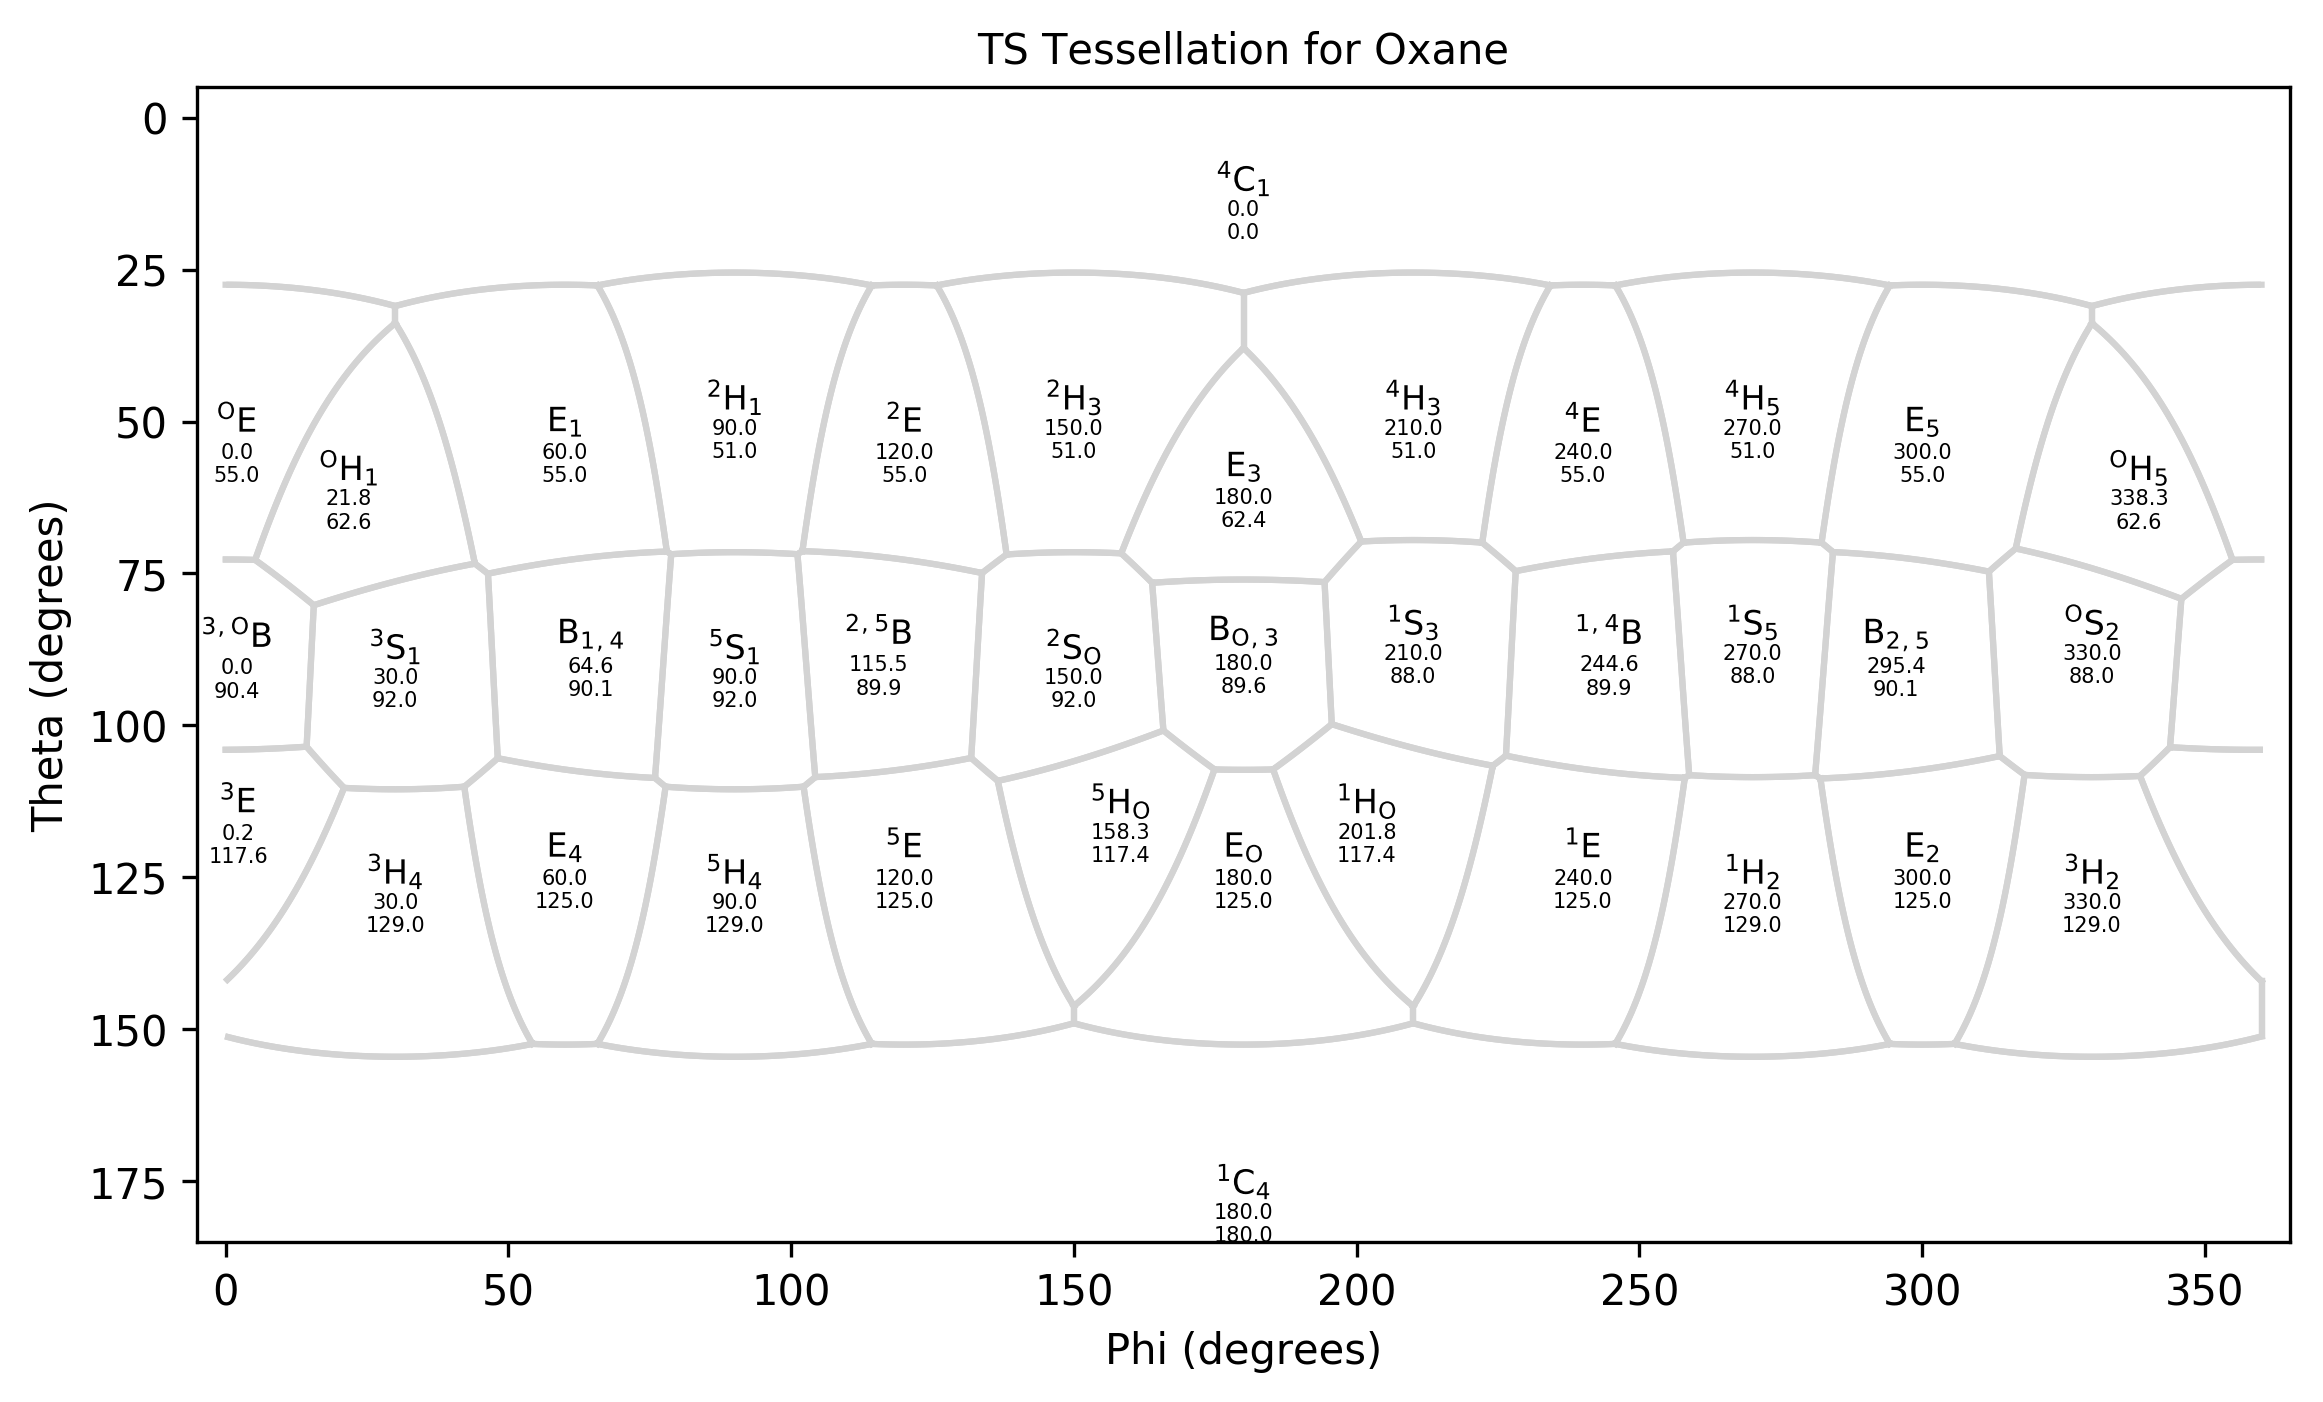 TS Tessellation for Oxane
Theta (degrees)
0
25
50
75
100
125
150
175
⁴C₁
0.0
0.0
ᴼE
0.0
55.0
ᴼH₁
21.8
62.6
E₁
60.0
55.0
²H₁
90.0
51.0
²E
120.0
55.0
²H₃
150.0
51.0
E₃
180.0
62.4
⁴H₃
210.0
51.0
⁴E
240.0
55.0
⁴H₅
270.0
51.0
E₅
300.0
55.0
ᴼH₅
338.3
62.6
³,ᴼB
0.0
90.4
³S₁
30.0
92.0
B₁,₄
64.6
90.1
⁵S₁
90.0
92.0
²,⁵B
115.5
89.9
²S_O
150.0
92.0
B_O,₃
180.0
89.6
¹S₃
210.0
88.0
¹,⁴B
244.6
89.9
¹S₅
270.0
88.0
B₂,₅
295.4
90.1
ᴼS₂
330.0
88.0
³E
0.2
117.6
³H₄
30.0
129.0
E₄
60.0
125.0
⁵H₄
90.0
129.0
⁵E
120.0
125.0
⁵H_O
158.3
117.4
E_O
180.0
125.0
¹H_O
201.8
117.4
¹E
240.0
125.0
¹H₂
270.0
129.0
E₂
300.0
125.0
³H₂
330.0
129.0
¹C₄
180.0
180.0
0 50 100 150 200 250 300 350
Phi (degrees)